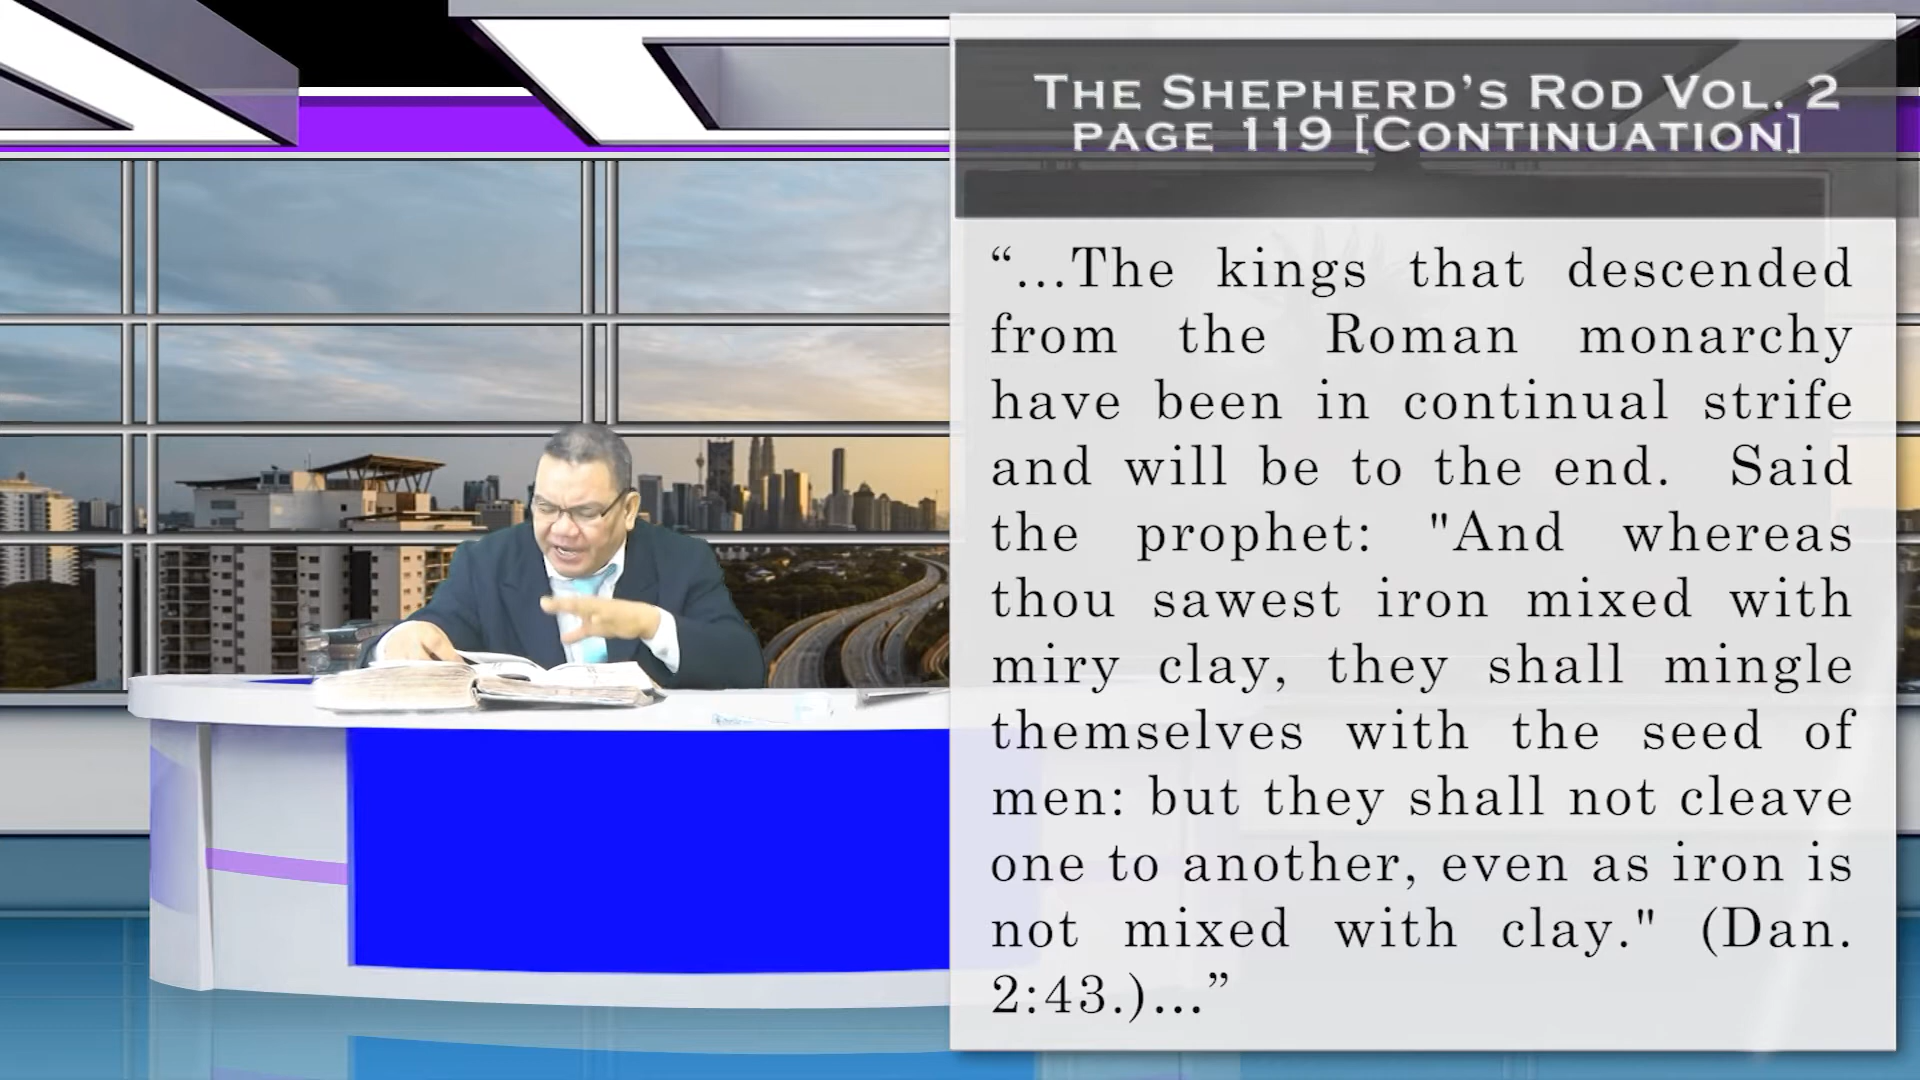 The Shepherd's Rod Vol. 2
page 119 [Continuation]
“...The kings that descended
from the Roman monarchy
have been in continual strife
and will be to the end. Said
the prophet: "And whereas
thou sawest iron mixed with
miry clay, they shall mingle
themselves with the seed of
men: but they shall not cleave
one to another, even as iron is
not mixed with clay." (Dan.
2:43.)...”